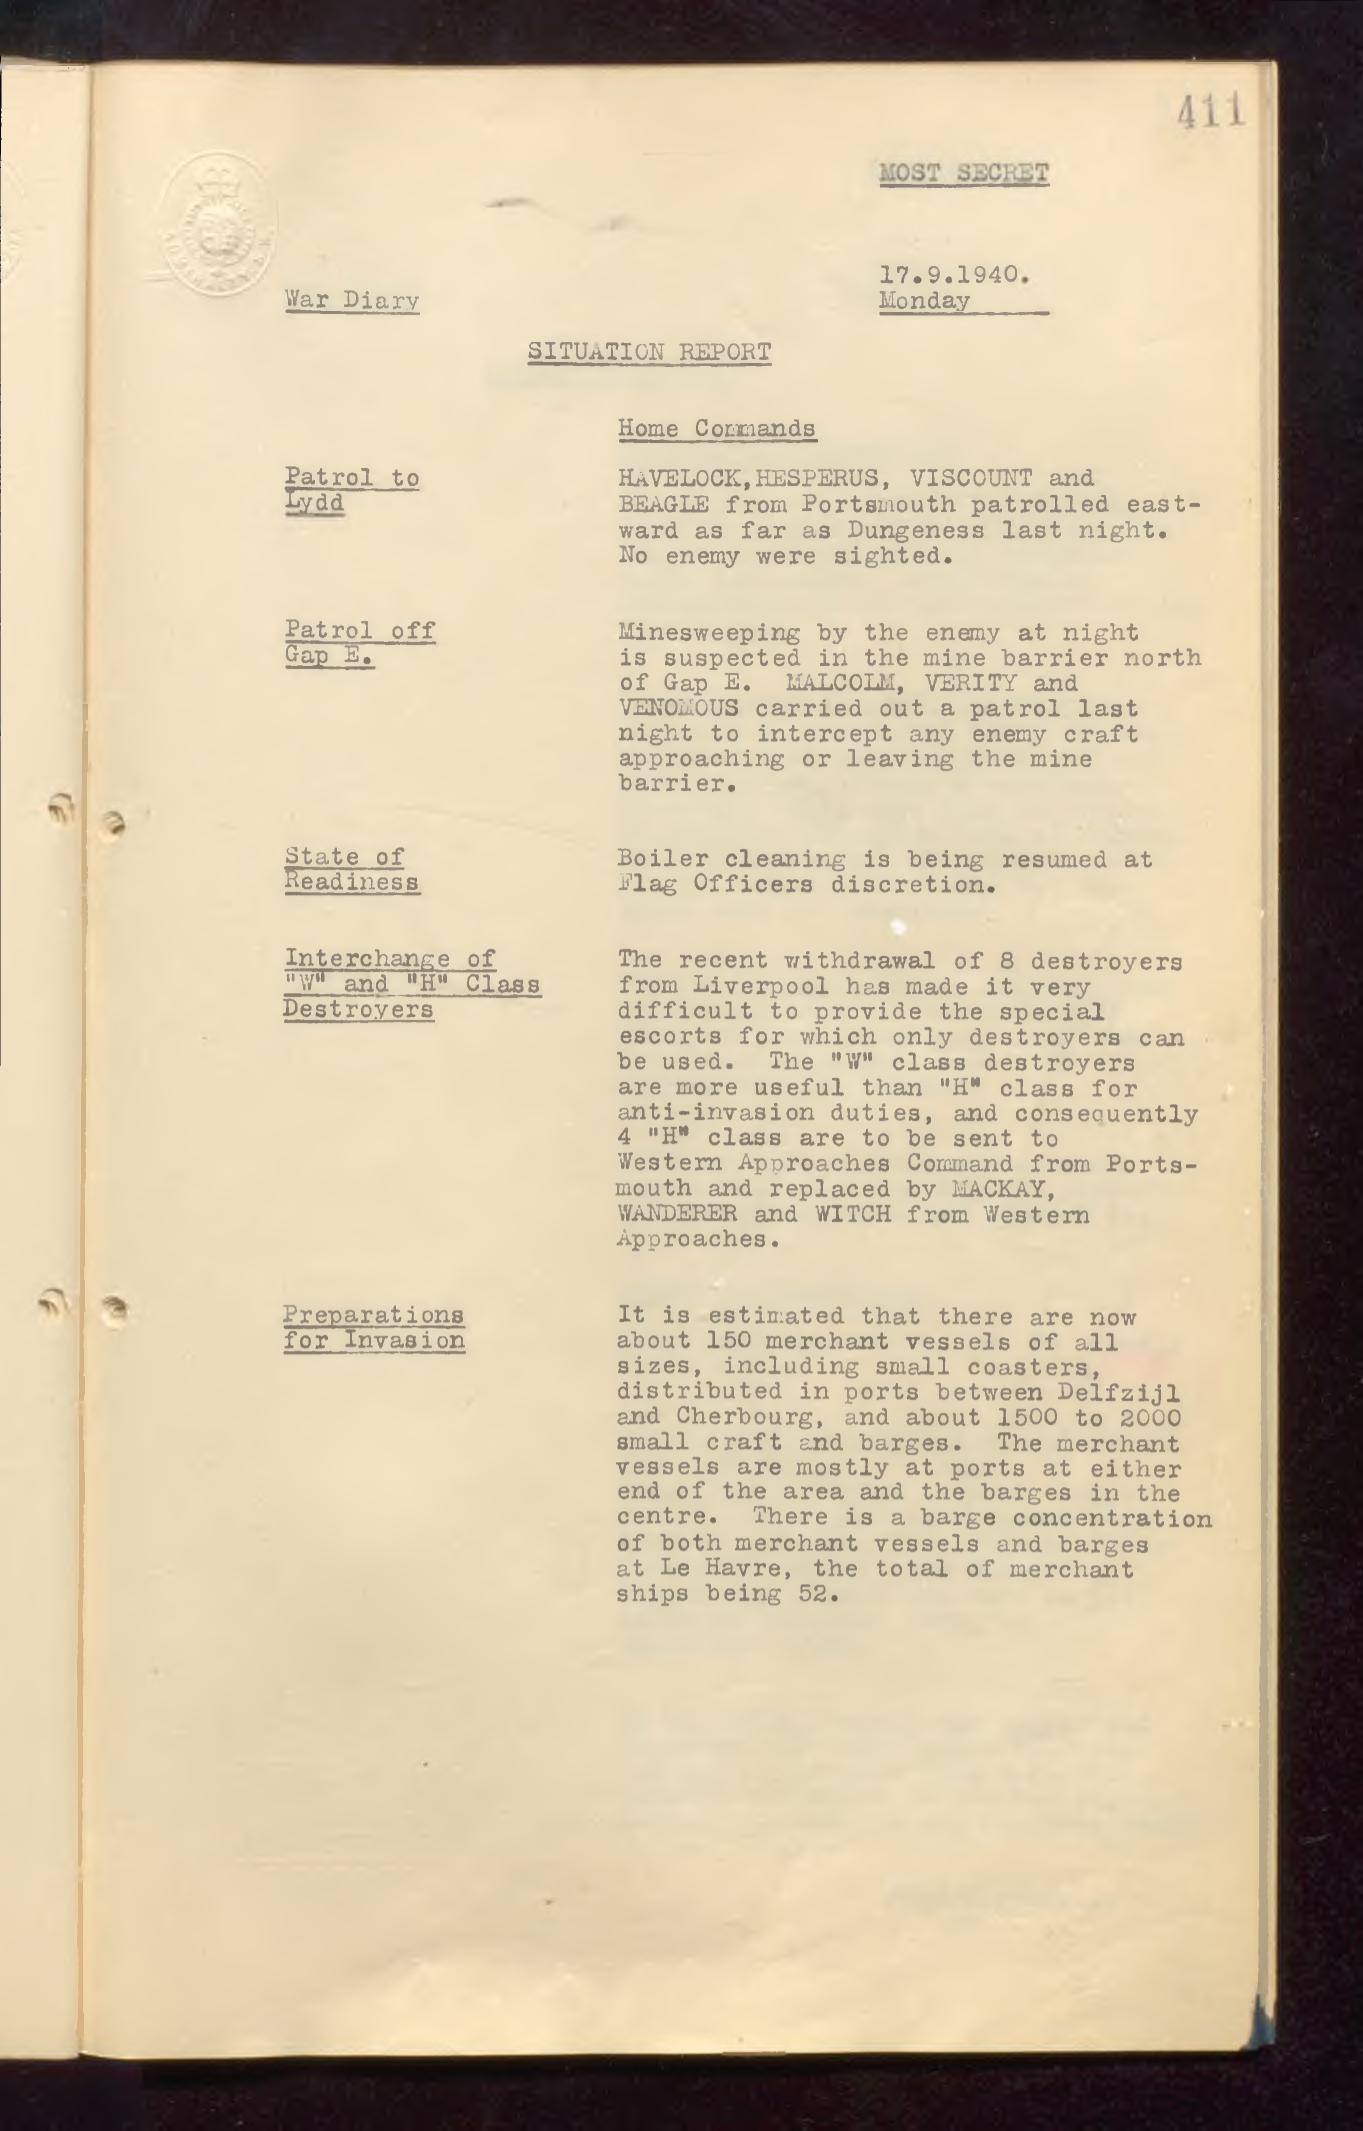 411
MOST SECRET
17.9.1940.
War Diary
Monday
SITUATION REPORT
Home Commands
Patrol to
Lydd
HAVELOCK, HESPERUS, VISCOUNT and
BEAGLE from Portsmouth patrolled east-
ward as far as Dungeness last night.
No enemy were sighted.
Patrol off
Gap E.
Minesweeping by the enemy at night
is suspected in the mine barrier north
of Gap E. MALCOLM, VERITY and
VENOMOUS carried out a patrol last
night to intercept any enemy craft
approaching or leaving the mine
barrier.
State of
Readiness
Boiler cleaning is being resumed at
Flag Officers discretion.
Interchange of
"W" and "H" Class
Destroyers
The recent withdrawal of 8 destroyers
from Liverpool has made it very
difficult to provide the special
escorts for which only destroyers can
be used. The "W" class destroyers
are more useful than "H" class for
anti-invasion duties, and consequently
4 "H" class are to be sent to
Western Approaches Command from Ports-
mouth and replaced by MACKAY,
WANDERER and WITCH from Western
Approaches.
Preparations
for Invasion
It is estimated that there are now
about 150 merchant vessels of all
sizes, including small coasters,
distributed in ports between Delfzijl
and Cherbourg, and about 1500 to 2000
small craft and barges. The merchant
vessels are mostly at ports at either
end of the area and the barges in the
centre. There is a barge concentration
of both merchant vessels and barges
at Le Havre, the total of merchant
ships being 52.